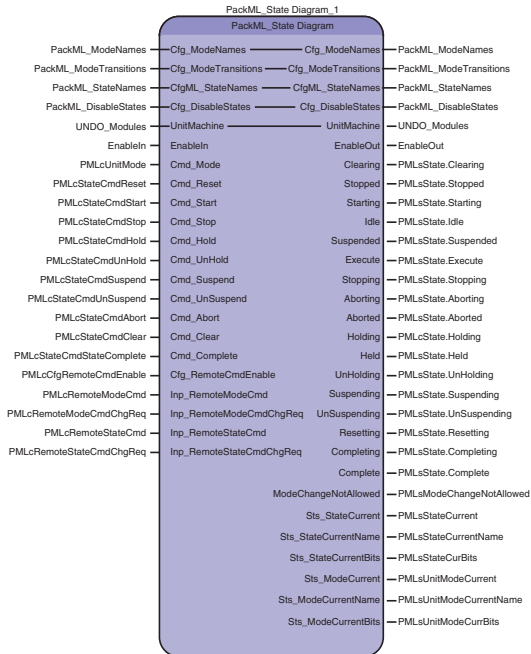 PackML_State Diagram_1
PackML_State Diagram
PackML_ModeNames Cfg_ModeNames Cfg_ModeNames PackML_ModeNames
PackML_ModeTransitions Cfg_ModeTransitions Cfg_ModeTransitions PackML_ModeTransitions
PackML_StateNames CfgML_StateNames CfgML_StateNames PackML_StateNames
PackML_DisableStates Cfg_DisableStates Cfg_DisableStates PackML_DisableStates
UNDO_Modules UnitMachine UnitMachine UNDO_Modules
EnableIn EnableIn EnableOut EnableOut
PMLcUnitMode Cmd_Mode Clearing PMLsState.Clearing
PMLcStateCmdReset Cmd_Reset Stopped PMLsState.Stopped
PMLcStateCmdStart Cmd_Start Starting PMLsState.Starting
PMLcStateCmdStop Cmd_Stop Idle PMLsState.Idle
PMLcStateCmdHold Cmd_Hold Suspended PMLsState.Suspended
PMLcStateCmdUnHold Cmd_UnHold Execute PMLsState.Execute
PMLcStateCmdSuspend Cmd_Suspend Stopping PMLsState.Stopping
PMLcStateCmdUnSuspend Cmd_UnSuspend Aborting PMLsState.Aborting
PMLcStateCmdAbort Cmd_Abort Aborted PMLsState.Aborted
PMLcStateCmdClear Cmd_Clear Holding PMLcState.Holding
PMLcStateCmdStateComplete Cmd_Complete Held PMLsState.Held
PMLcCfgRemoteCmdEnable Cfg_RemoteCmdEnable UnHolding PMLsState.UnHolding
PMLcRemoteModeCmd Inp_RemoteModeCmd Suspending PMLsState.Suspending
PMLcRemoteModeCmdChgReq Inp_RemoteModeCmdChgReq UnSuspending PMLsState.UnSuspending
PMLcRemoteStateCmd Inp_RemoteStateCmd Resetting PMLsState.Resetting
PMLcRemoteStateCmdChgReq Inp_RemoteStateCmdChgReq Completing PMLsState.Completing
Complete PMLsState.Complete
ModeChangeNotAllowed PMLsModeChangeNotAllowed
Sts_StateCurrent PMLsStateCurrent
Sts_StateCurrentName PMLsStateCurrentName
Sts_StateCurrentBits PMLsStateCurBits
Sts_ModeCurrent PMLsUnitModeCurrent
Sts_ModeCurrentName PMLsUnitModeCurrentName
Sts_ModeCurrentBits PMLsUnitModeCurrBits